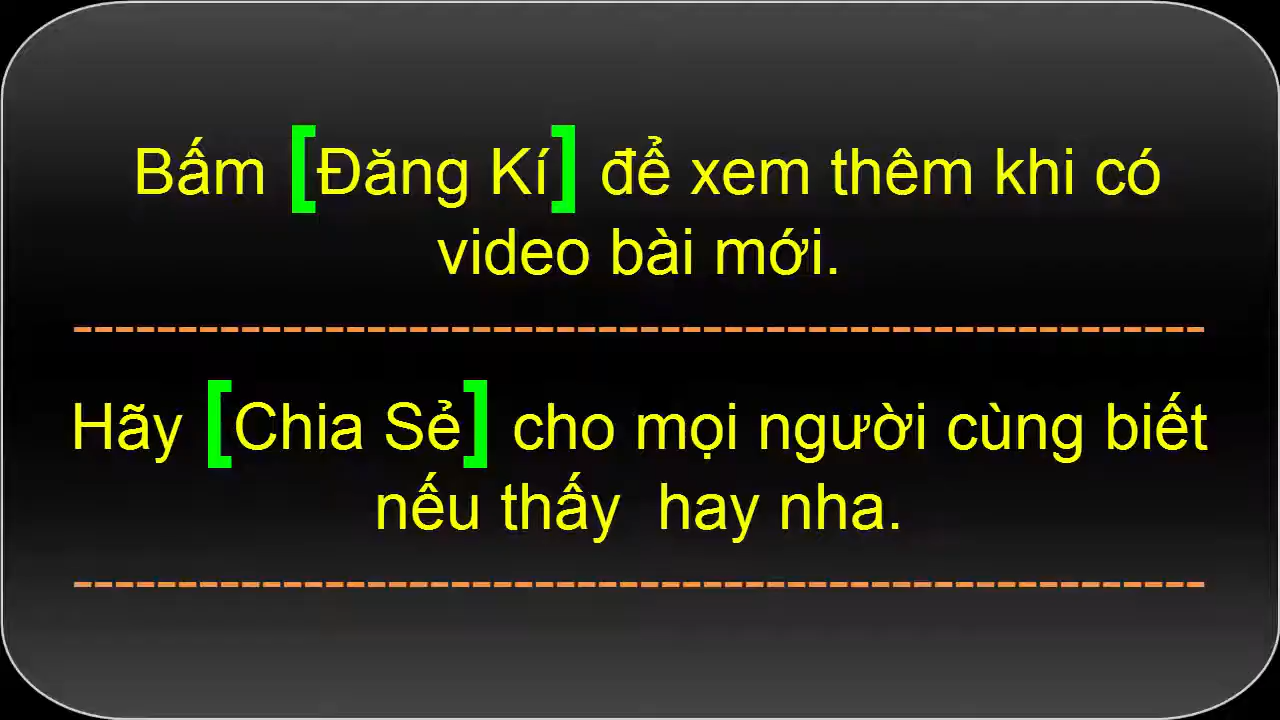 Bấm [Đăng Kí] để xem thêm khi có
video bài mới.
------------------------------------------------------
Hãy [Chia Sẻ] cho mọi người cùng biết
nếu thấy  hay nha.
------------------------------------------------------